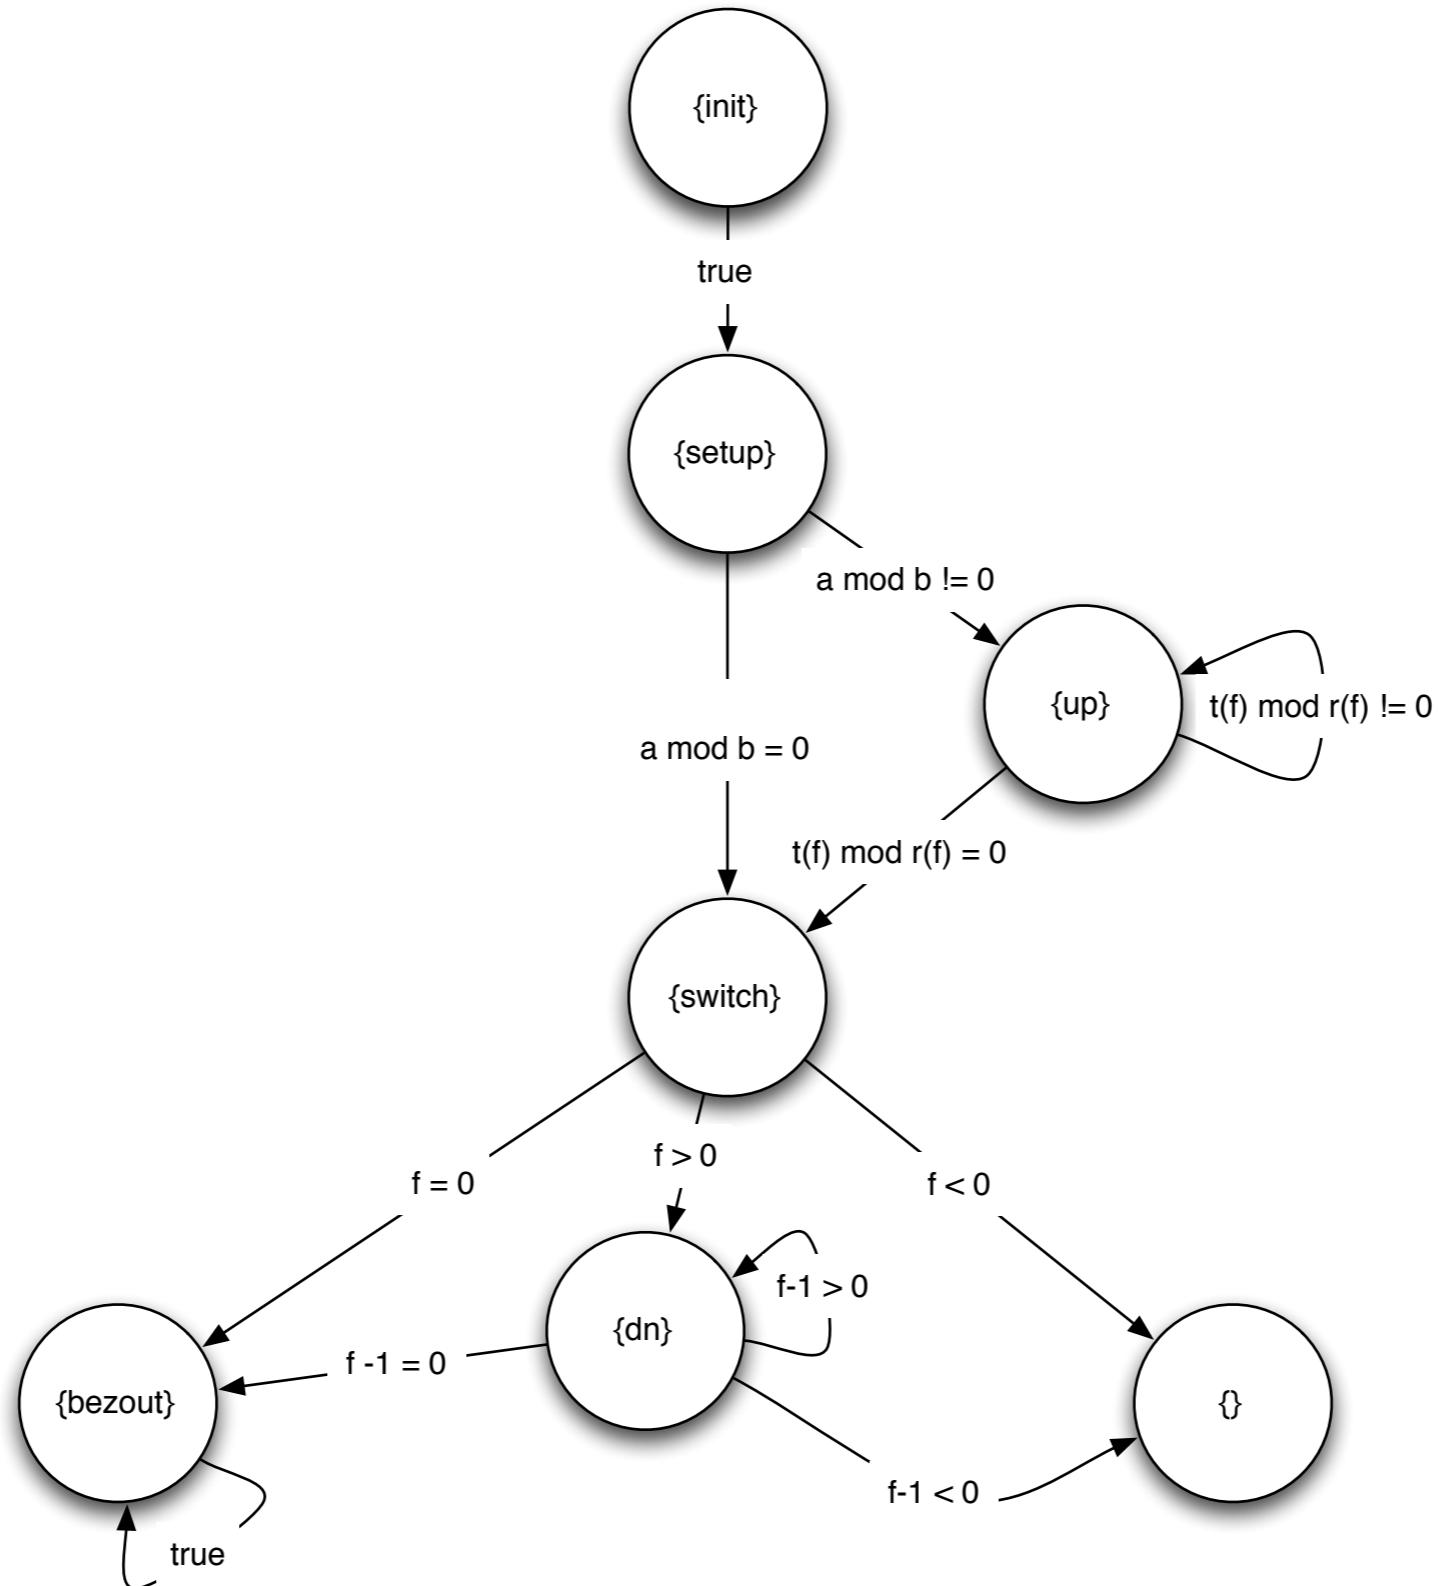 {init}
true
{setup}
a mod b != 0
{up}
t(f) mod r(f) != 0
a mod b = 0
t(f) mod r(f) = 0
{switch}
f = 0
f > 0
f < 0
f-1 > 0
{dn}
f -1 = 0
{bezout}
{}
f-1 < 0
true